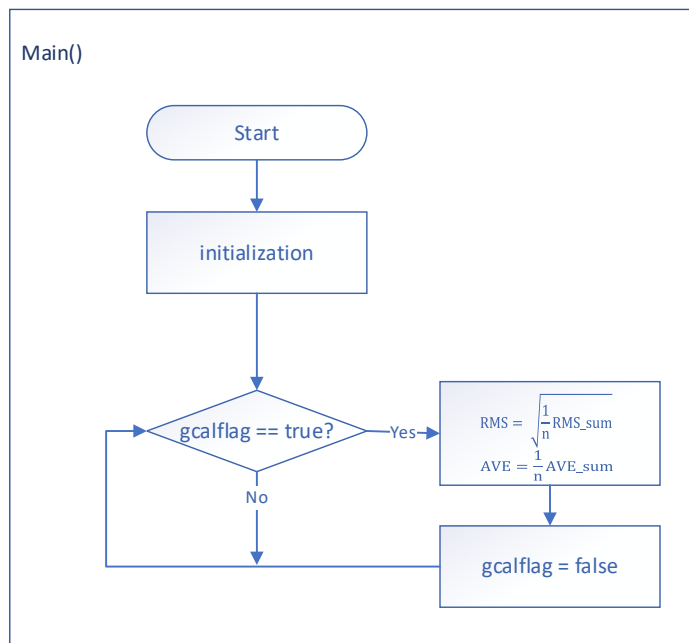 Main()
Start
initialization
gcalflag == true?
Yes
RMS = √(1/n RMS_sum)
AVE = 1/n AVE_sum
No
gcalflag = false